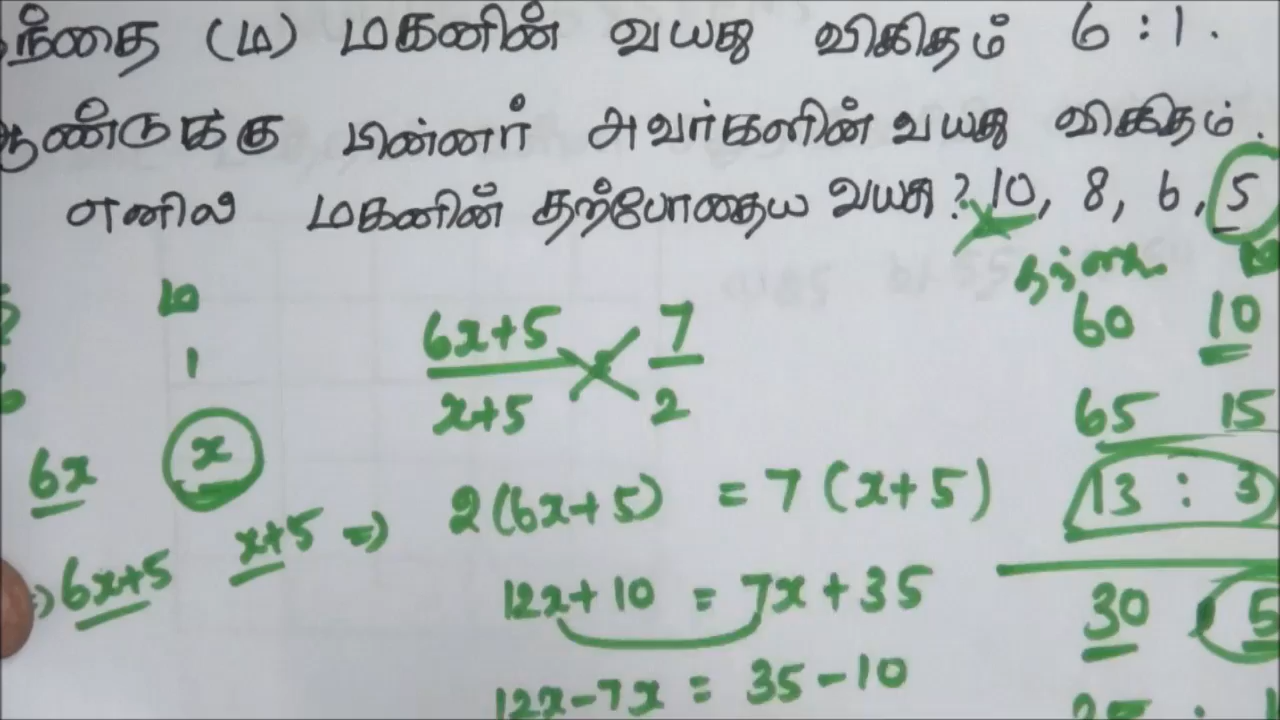 தந்தை (ம) மகனின் வயது விகிதம் 6:1.
ஆண்டுக்கு பின்னர் அவர்களின் வயது விகிதம்
எனில் மகனின் தற்போதைய வயது? 10, 8, 6, 5
ம
1
6x x
6x+5 x+5 =>
6x+5 7
x+5 2
2(6x+5) = 7(x+5)
12x+10 = 7x+35
12x-7x = 35-10
60 10
65 15
13 : 3
30 5